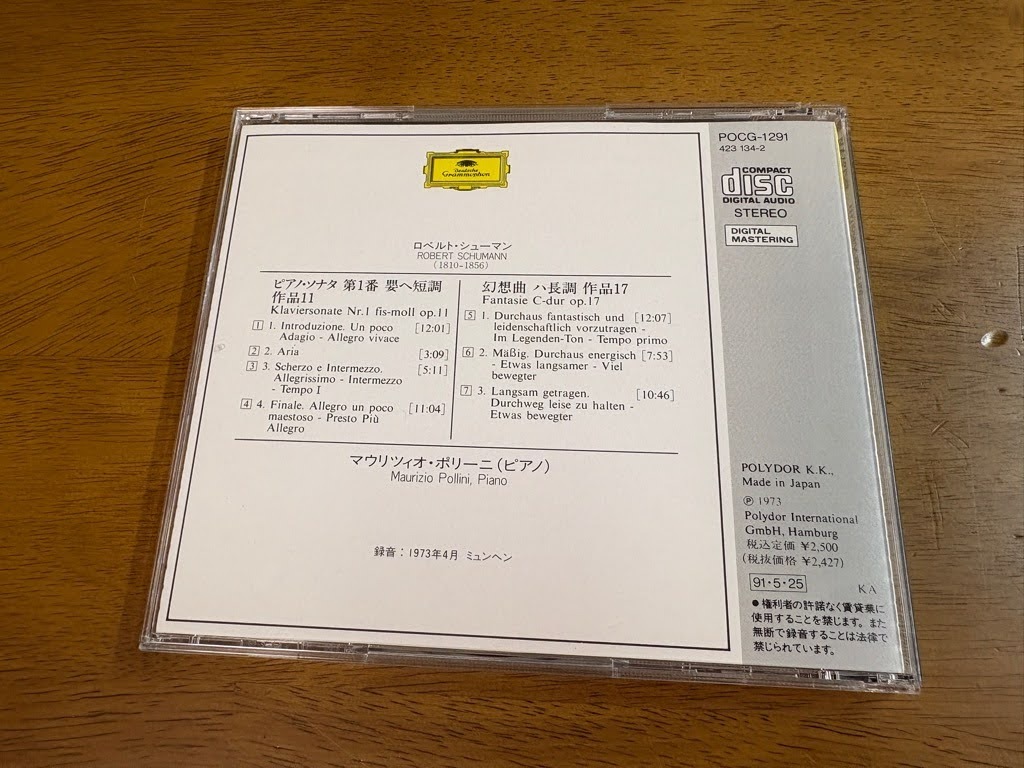 Deutsche
Grammophon
ロベルト・シューマン
ROBERT SCHUMANN
(1810-1856)
ピアノ・ソナタ 第1番 嬰ヘ短調
作品11
Klaviersonate Nr.1 fis-moll op.11
1 1. Introduzione. Un poco [12:01]
Adagio - Allegro vivace
2 2. Aria [3:09]
3 3. Scherzo e Intermezzo. [5:11]
Allegrissimo - Intermezzo
- Tempo I
4 4. Finale. Allegro un poco [11:04]
maestoso - Presto Più
Allegro
幻想曲 ハ長調 作品17
Fantasie C-dur op.17
5 1. Durchaus fantastisch und [12:07]
leidenschaftlich vorzutragen -
Im Legenden-Ton - Tempo primo
6 2. Mäßig. Durchaus energisch [7:53]
- Etwas langsamer - Viel
bewegter
7 3. Langsam getragen. [10:46]
Durchweg leise zu halten -
Etwas bewegter
マウリツィオ・ポリーニ(ピアノ)
Maurizio Pollini, Piano
録音:1973年4月 ミュンヘン
POCG-1291
423 134-2
COMPACT
disc
DIGITAL AUDIO
STEREO
DIGITAL
MASTERING
POLYDOR K.K.,
Made in Japan
Ⓟ 1973
Polydor International
GmbH, Hamburg
税込定価 ¥2,500
(税抜価格 ¥2,427)
91・5・25
KA
●権利者の許諾なく賃貸業に
使用することを禁じます。また
無断で録音することは法律で
禁じられています。